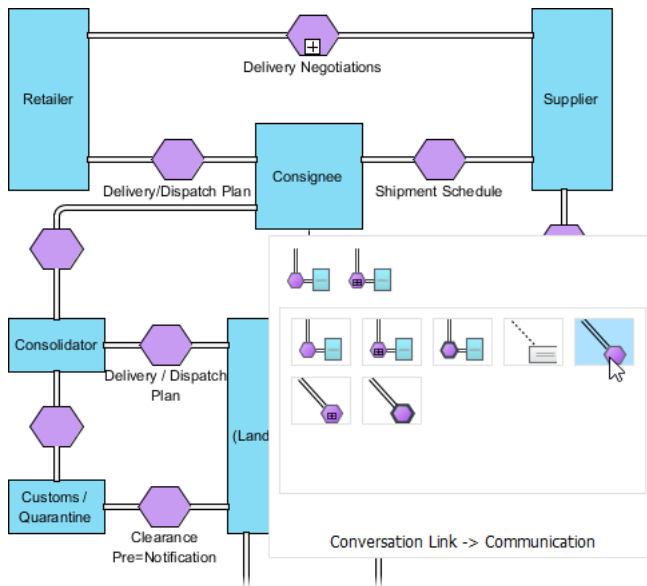 Delivery Negotiations
Retailer
Supplier
Consignee
Delivery/Dispatch Plan
Shipment Schedule
Consolidator
Delivery / Dispatch
Plan
(Land
Customs /
Quarantine
Clearance
Pre=Notification
Conversation Link -> Communication